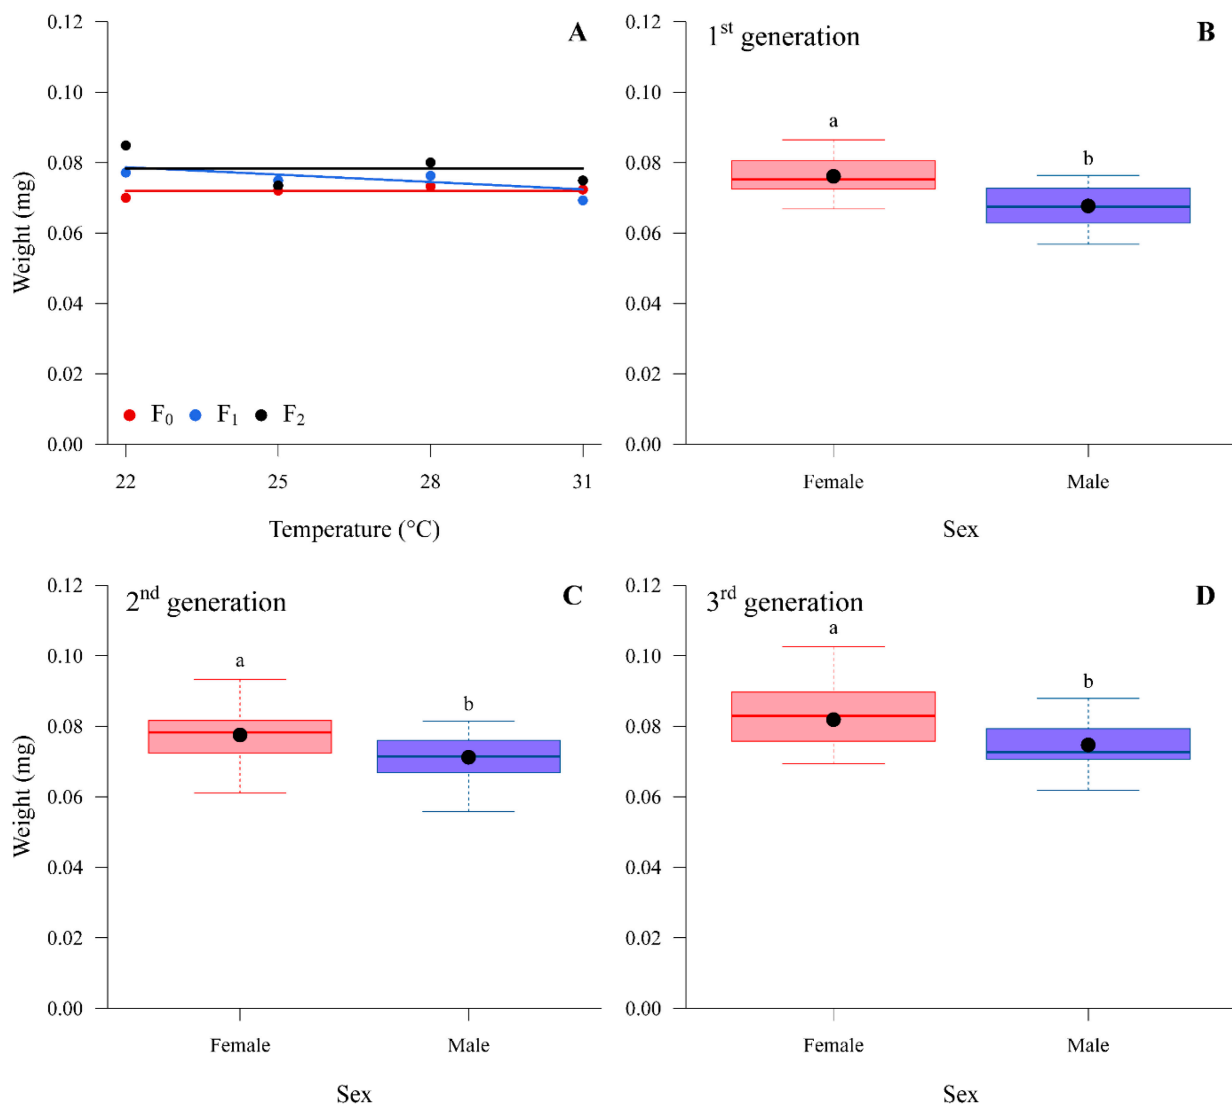 A
0.12
0.10
0.08
0.06
0.04
0.02
0.00
Weight (mg)
F₀ F₁ F₂
22 25 28 31
Temperature (°C)
B
1ˢᵗ generation
0.12
0.10
0.08
0.06
0.04
0.02
0.00
a
b
Female Male
Sex
C
2ⁿᵈ generation
0.12
0.10
0.08
0.06
0.04
0.02
0.00
Weight (mg)
a
b
Female Male
Sex
D
3ʳᵈ generation
0.12
0.10
0.08
0.06
0.04
0.02
0.00
a
b
Female Male
Sex